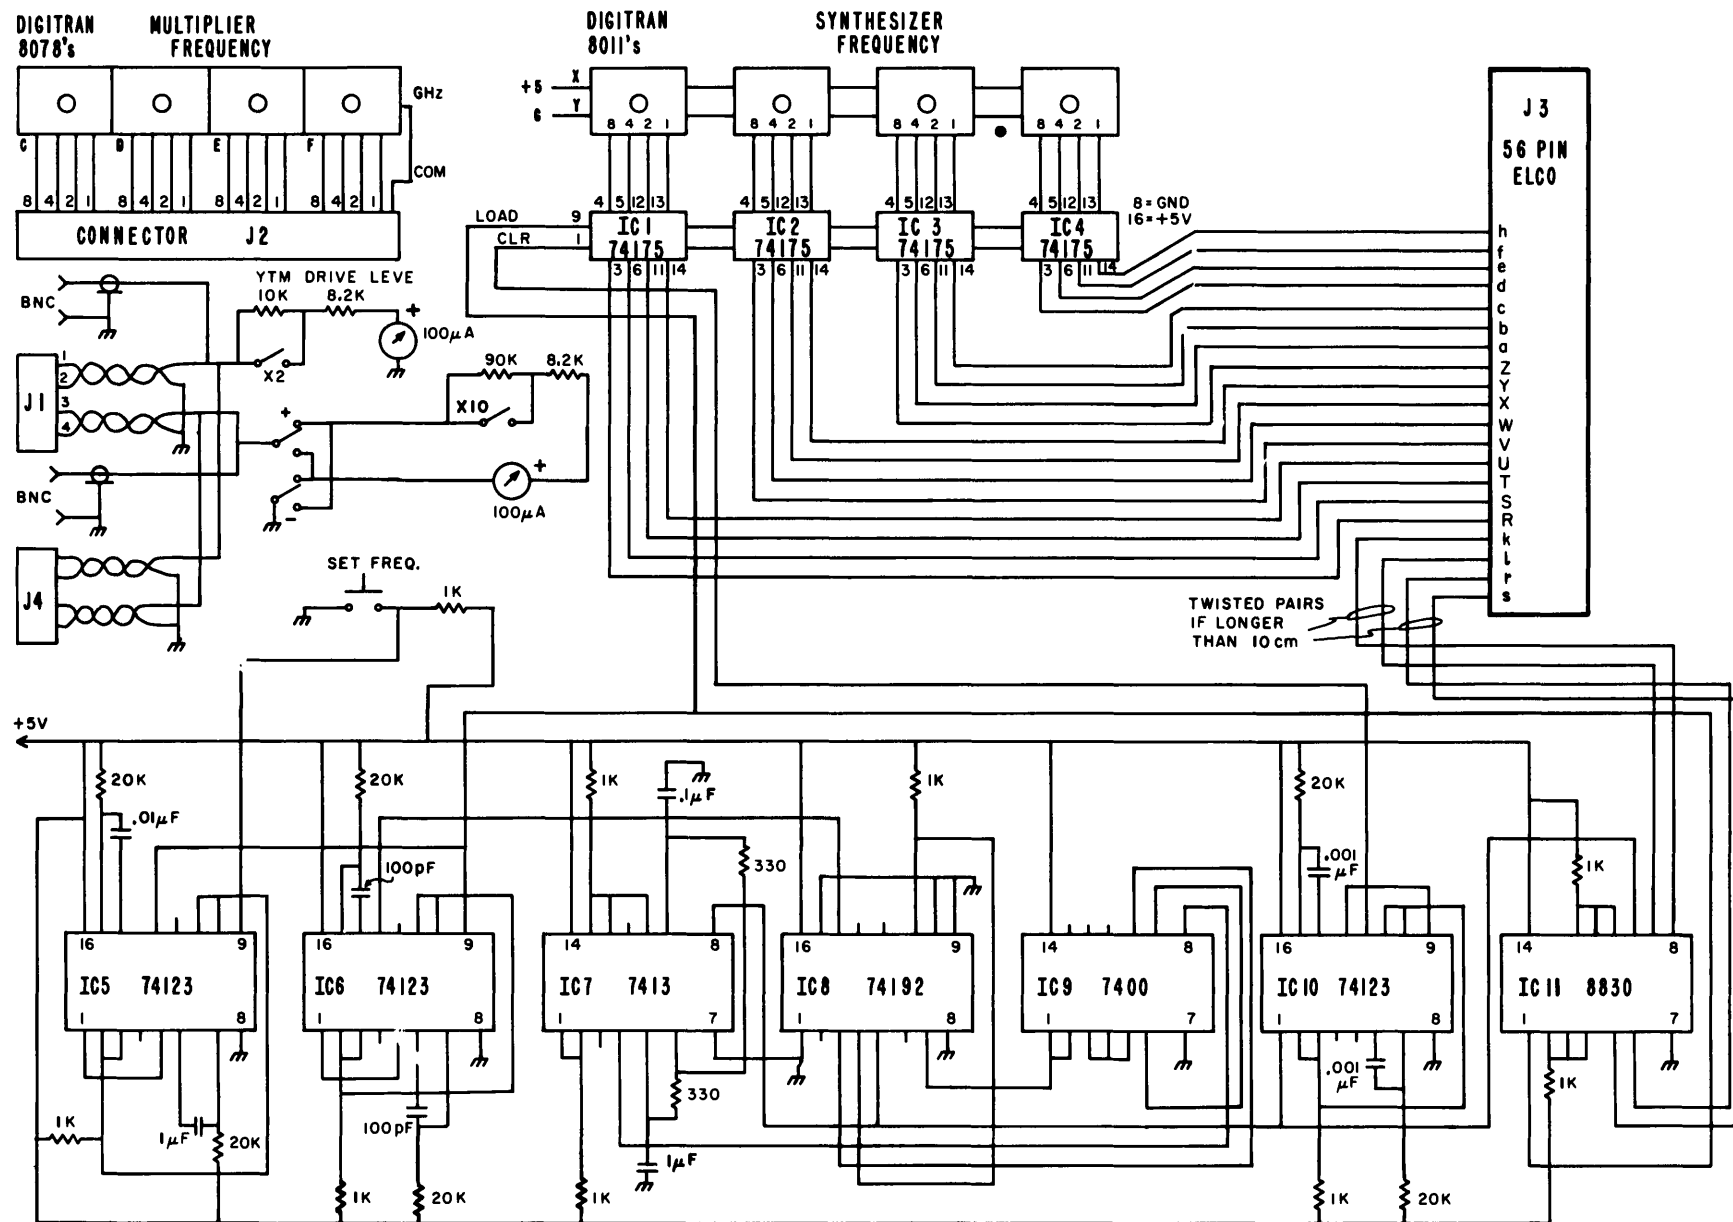 DIGITRAN
8078's
MULTIPLIER
FREQUENCY
GHz
C D E F
COM
8 4 2 1 8 4 2 1 8 4 2 1 8 4 2 1
CONNECTOR J2
DIGITRAN
8011's
SYNTHESIZER
FREQUENCY
+5 X
6 Y
8 4 2 1 8 4 2 1 8 4 2 1 8 4 2 1
4 5 12 13 4 5 12 13 4 5 12 13 4 5 12 13
8=GND
16=+5V
LOAD 9
CLR 1
IC1
74175
IC2
74175
IC3
74175
IC4
74175
3 6 11 14 3 6 11 14 3 6 11 14 3 6 11 14
J3
56 PIN
ELCO
h
f
e
d
c
b
a
Z
Y
X
W
V
U
T
S
R
k
l
r
s
YTM DRIVE LEVE
10K 8.2K
BNC
+
100µA
X2
J1
1
2
3
4
90K 8.2K
X10
+
+
-
100µA
BNC
J4
SET FREQ.
1K
TWISTED PAIRS
IF LONGER
THAN 10cm
+5V
20K
.01µF
20K
100pF
1K
.1µF
330
1K
20K
.001
µF
1K
16 9
IC5 74123
1 8
16 9
IC6 74123
1 8
14 8
IC7 7413
1 7
16 9
IC8 74192
1 8
14 8
IC9 7400
1 7
16 9
IC10 74123
1 8
14 8
IC11 8830
1 7
1K
1µF
20K
100pF
1K
20K
330
1µF
1K
.001
µF
1K
20K
1K